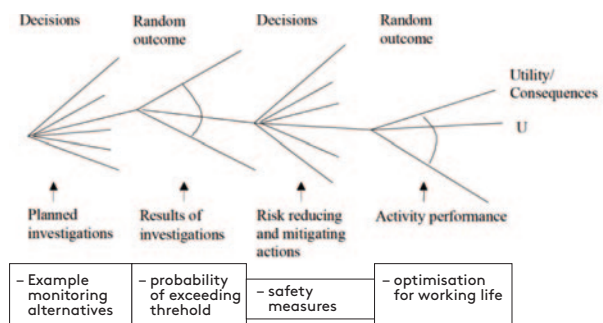 Decisions
Random
outcome
Decisions
Random
outcome
Utility/
Consequences
U
Planned
investigations
Results of
investigations
Risk reducing
and mitigating
actions
Activity performance
– Example
monitoring
alternatives
– probability
of exceeding
threhold
– safety
measures
– optimisation
for working life